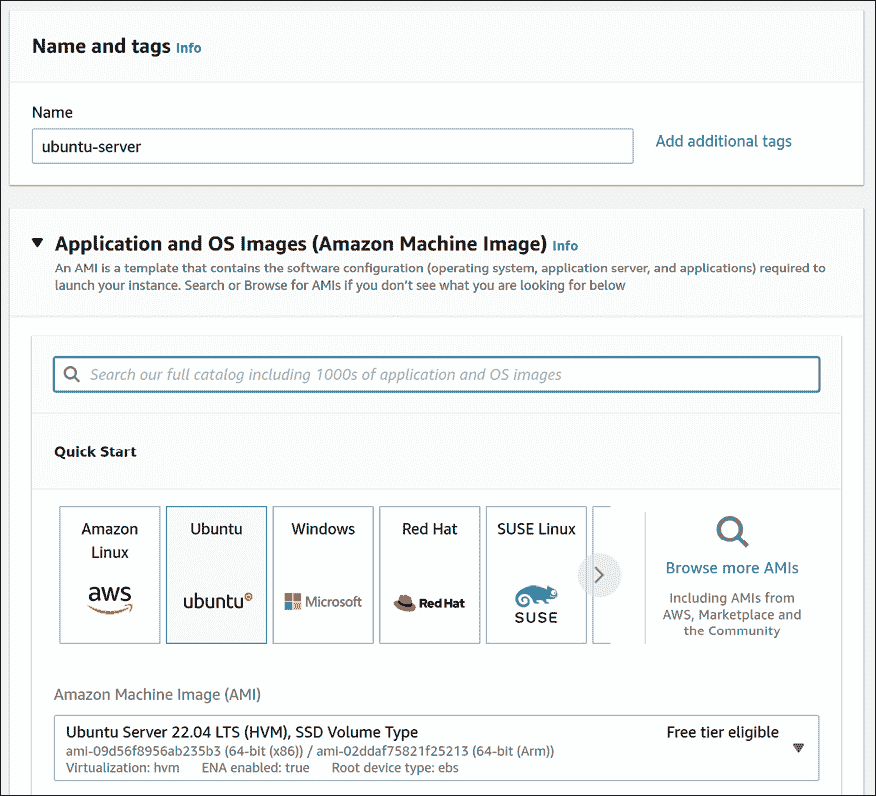 Name and tags Info
Name
ubuntu-server
Add additional tags
Application and OS Images (Amazon Machine Image) Info
An AMI is a template that contains the software configuration (operating system, application server, and applications) required to
launch your instance. Search or Browse for AMIs if you don’t see what you are looking for below
Search our full catalog including 1000s of application and OS images
Quick Start
Amazon
Linux
aws
Ubuntu
ubuntu
Windows
Microsoft
Red Hat
Red Hat
SUSE Linux
SUSE
Browse more AMIs
Including AMIs from
AWS, Marketplace and
the Community
Amazon Machine Image (AMI)
Ubuntu Server 22.04 LTS (HVM), SSD Volume Type
Free tier eligible
ami-09d56f8956ab235b3 (64-bit (x86)) / ami-02ddaf75821f25213 (64-bit (Arm))
Virtualization: hvm ENA enabled: true Root device type: ebs